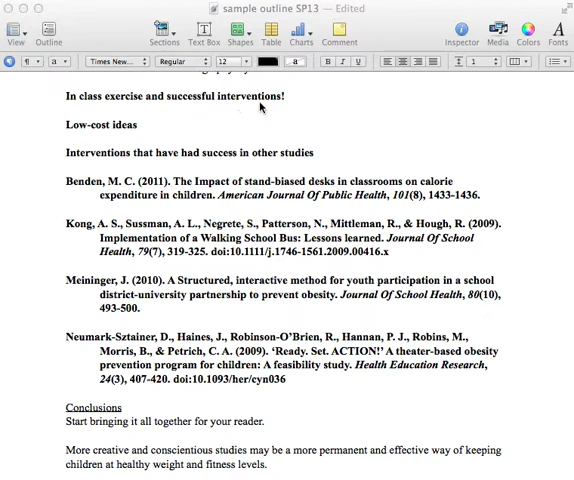 sample outline SP13 — Edited
View Outline Sections Text Box Shapes Table Charts Comment Inspector Media Colors Fonts
¶ a Times New... Regular 12 a B I U 1
In class exercise and successful interventions!
Low-cost ideas
Interventions that have had success in other studies
Benden, M. C. (2011). The Impact of stand-biased desks in classrooms on calorie
expenditure in children. American Journal Of Public Health, 101(8), 1433-1436.
Kong, A. S., Sussman, A. L., Negrete, S., Patterson, N., Mittleman, R., & Hough, R. (2009).
Implementation of a Walking School Bus: Lessons learned. Journal Of School
Health, 79(7), 319-325. doi:10.1111/j.1746-1561.2009.00416.x
Meininger, J. (2010). A Structured, interactive method for youth participation in a school
district-university partnership to prevent obesity. Journal Of School Health, 80(10),
493-500.
Neumark-Sztainer, D., Haines, J., Robinson-O’Brien, R., Hannan, P. J., Robins, M.,
Morris, B., & Petrich, C. A. (2009). ‘Ready. Set. ACTION!’ A theater-based obesity
prevention program for children: A feasibility study. Health Education Research,
24(3), 407-420. doi:10.1093/her/cyn036
Conclusions
Start bringing it all together for your reader.
More creative and conscientious studies may be a more permanent and effective way of keeping
children at healthy weight and fitness levels.